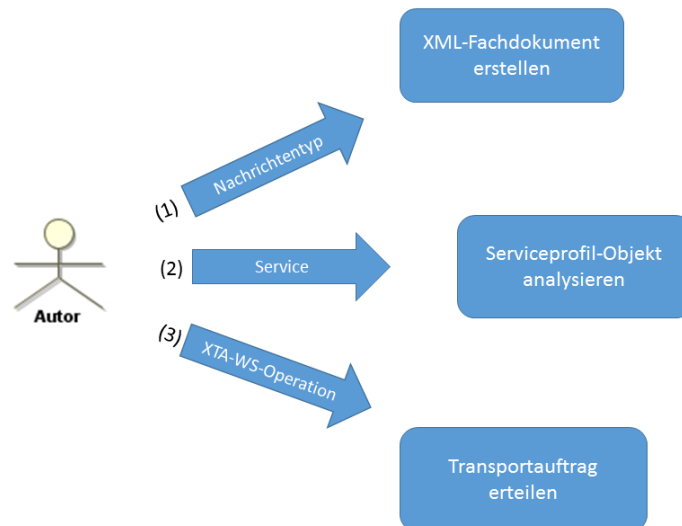 XML-Fachdokument
erstellen
(1)
Nachrichtentyp
Autor
(2)
Service
Serviceprofil-Objekt
analysieren
(3)
XTA-WS-Operation
Transportauftrag
erteilen